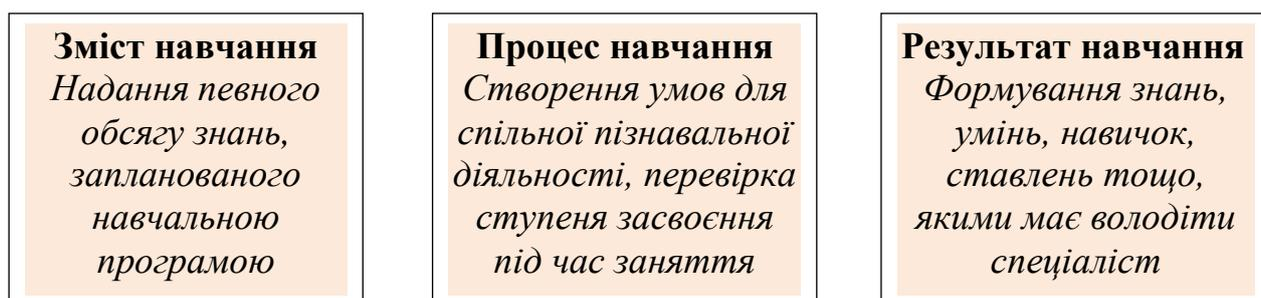 Зміст навчання
Надання певного
обсягу знань,
запланованого
навчальною
програмою
Процес навчання
Створення умов для
спільної пізнавальної
діяльності, перевірка
ступеня засвоєння
під час заняття
Результат навчання
Формування знань,
умінь, навичок,
ставлень тощо,
якими має володіти
спеціаліст